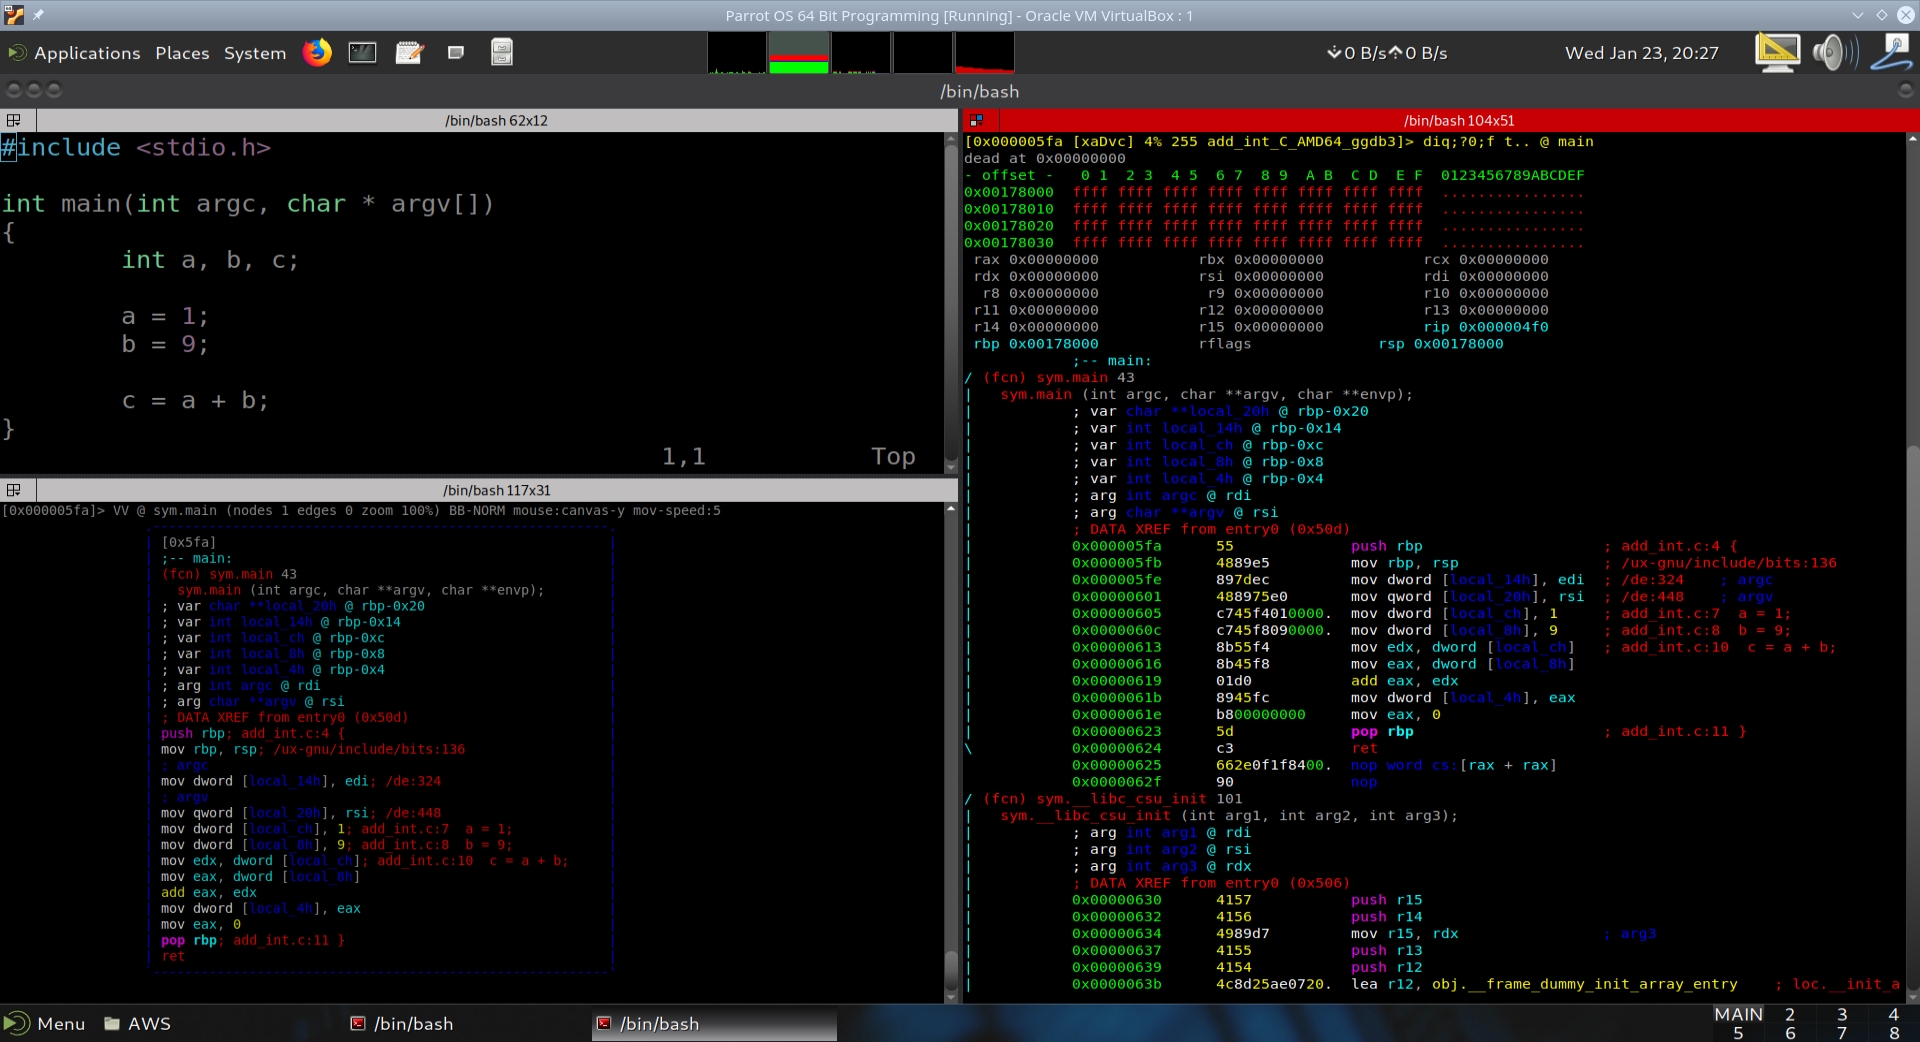 Parrot OS 64 Bit Programming [Running] - Oracle VM VirtualBox : 1
Applications Places System
0 B/s 0 B/s
Wed Jan 23, 20:27
/bin/bash
/bin/bash 62x12
#include <stdio.h>
int main(int argc, char * argv[])
{
int a, b, c;
a = 1;
b = 9;
c = a + b;
}
1,1 Top
/bin/bash 117x31
[0x000005fa]> VV @ sym.main (nodes 1 edges 0 zoom 100%) BB-NORM mouse:canvas-y mov-speed:5
[0x5fa]
;-- main:
(fcn) sym.main 43
sym.main (int argc, char **argv, char **envp);
; var char **local_20h @ rbp-0x20
; var int local_14h @ rbp-0x14
; var int local_ch @ rbp-0xc
; var int local_8h @ rbp-0x8
; var int local_4h @ rbp-0x4
; arg int argc @ rdi
; arg char **argv @ rsi
; DATA XREF from entry0 (0x50d)
push rbp; add_int.c:4 {
mov rbp, rsp; /ux-gnu/include/bits:136
; argc
mov dword [local_14h], edi; /de:324
; argv
mov qword [local_20h], rsi; /de:448
mov dword [local_ch], 1; add_int.c:7  a = 1;
mov dword [local_8h], 9; add_int.c:8  b = 9;
mov edx, dword [local_ch]; add_int.c:10  c = a + b;
mov eax, dword [local_8h]
add eax, edx
mov dword [local_4h], eax
mov eax, 0
pop rbp; add_int.c:11 }
ret
/bin/bash 104x51
[0x000005fa [xaDvc] 4% 255 add_int_C_AMD64_ggdb3]> diq;?0;f t.. @ main
dead at 0x00000000
- offset -   0 1  2 3  4 5  6 7  8 9  A B  C D  E F  0123456789ABCDEF
0x00178000  ffff ffff ffff ffff ffff ffff ffff ffff  ................
0x00178010  ffff ffff ffff ffff ffff ffff ffff ffff  ................
0x00178020  ffff ffff ffff ffff ffff ffff ffff ffff  ................
0x00178030  ffff ffff ffff ffff ffff ffff ffff ffff  ................
rax 0x00000000 rbx 0x00000000 rcx 0x00000000
rdx 0x00000000 rsi 0x00000000 rdi 0x00000000
r8 0x00000000 r9 0x00000000 r10 0x00000000
r11 0x00000000 r12 0x00000000 r13 0x00000000
r14 0x00000000 r15 0x00000000 rip 0x000004f0
rbp 0x00178000 rflags rsp 0x00178000
;-- main:
/ (fcn) sym.main 43
|   sym.main (int argc, char **argv, char **envp);
|           ; var char **local_20h @ rbp-0x20
|           ; var int local_14h @ rbp-0x14
|           ; var int local_ch @ rbp-0xc
|           ; var int local_8h @ rbp-0x8
|           ; var int local_4h @ rbp-0x4
|           ; arg int argc @ rdi
|           ; arg char **argv @ rsi
|           ; DATA XREF from entry0 (0x50d)
|           0x000005fa      55             push rbp                    ; add_int.c:4 {
|           0x000005fb      4889e5         mov rbp, rsp                ; /ux-gnu/include/bits:136
|           0x000005fe      897dec         mov dword [local_14h], edi  ; /de:324    ; argc
|           0x00000601      488975e0       mov qword [local_20h], rsi  ; /de:448    ; argv
|           0x00000605      c745f4010000.  mov dword [local_ch], 1     ; add_int.c:7  a = 1;
|           0x0000060c      c745f8090000.  mov dword [local_8h], 9     ; add_int.c:8  b = 9;
|           0x00000613      8b55f4         mov edx, dword [local_ch]   ; add_int.c:10  c = a + b;
|           0x00000616      8b45f8         mov eax, dword [local_8h]
|           0x00000619      01d0           add eax, edx
|           0x0000061b      8945fc         mov dword [local_4h], eax
|           0x0000061e      b800000000     mov eax, 0
|           0x00000623      5d             pop rbp                     ; add_int.c:11 }
\           0x00000624      c3             ret
0x00000625      662e0f1f8400.  nop word cs:[rax + rax]
0x0000062f      90             nop
/ (fcn) sym.__libc_csu_init 101
|   sym.__libc_csu_init (int arg1, int arg2, int arg3);
|           ; arg int arg1 @ rdi
|           ; arg int arg2 @ rsi
|           ; arg int arg3 @ rdx
|           ; DATA XREF from entry0 (0x506)
|           0x00000630      4157           push r15
|           0x00000632      4156           push r14
|           0x00000634      4989d7         mov r15, rdx                ; arg3
|           0x00000637      4155           push r13
|           0x00000639      4154           push r12
|           0x0000063b      4c8d25ae0720.  lea r12, obj.__frame_dummy_init_array_entry    ; loc.__init_a
Menu AWS /bin/bash /bin/bash
MAIN 2 3 4
5 6 7 8